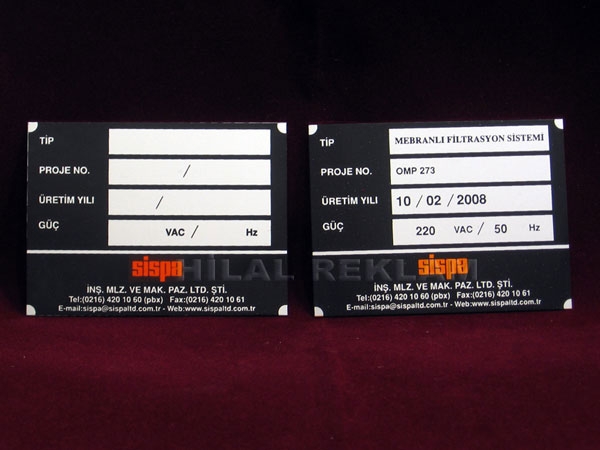 TİP
PROJE NO. /
ÜRETİM YILI /
GÜÇ VAC / Hz
sispa
İNŞ. MLZ. VE MAK. PAZ. LTD. ŞTİ.
Tel:(0216) 420 10 60 (pbx) Fax:(0216) 420 10 61
E-mail:sispa@sispaltd.com.tr - Web:www.sispaltd.com.tr
TİP MEBRANLI FİLTRASYON SİSTEMİ
PROJE NO. OMP 273
ÜRETİM YILI 10 / 02 / 2008
GÜÇ 220 VAC / 50 Hz
sispa
İNŞ. MLZ. VE MAK. PAZ. LTD. ŞTİ.
Tel:(0216) 420 10 60 (pbx) Fax:(0216) 420 10 61
E-mail:sispa@sispaltd.com.tr - Web:www.sispaltd.com.tr
HİLAL REKLAM